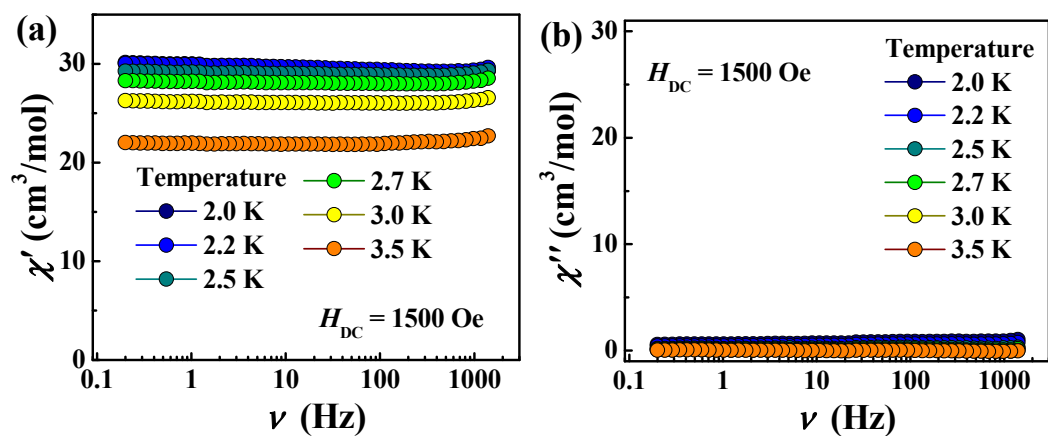 (a)
30
20
10
0
0.1 1 10 100 1000
χ′ (cm³/mol)
ν (Hz)
Temperature
2.0 K
2.2 K
2.5 K
2.7 K
3.0 K
3.5 K
H_DC = 1500 Oe
(b)
30
20
10
0
0.1 1 10 100 1000
χ′′ (cm³/mol)
ν (Hz)
H_DC = 1500 Oe
Temperature
2.0 K
2.2 K
2.5 K
2.7 K
3.0 K
3.5 K